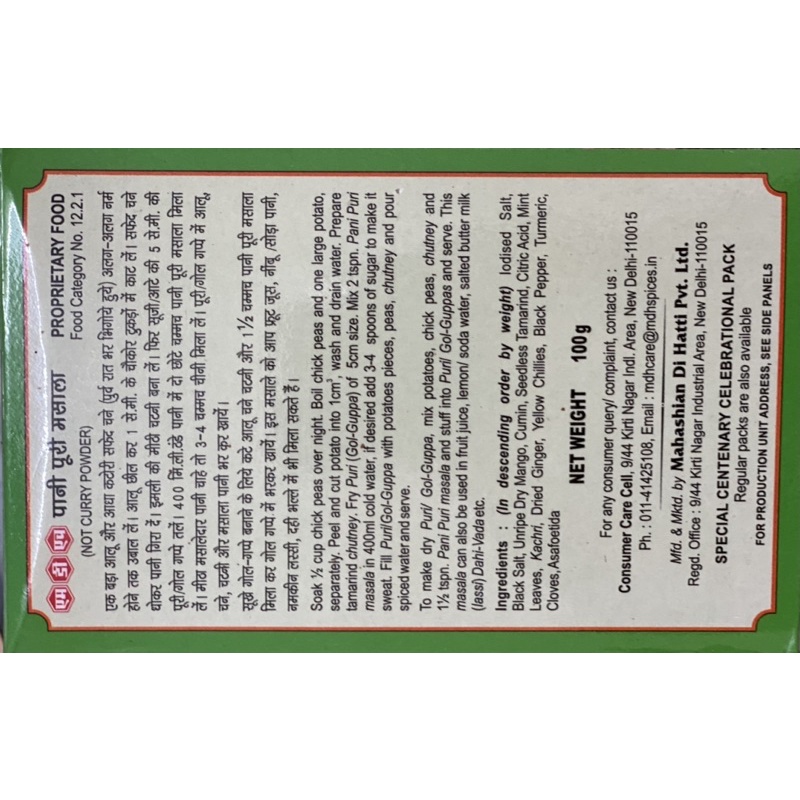 एम डी एच पानी पूरी मसाला PROPRIETARY FOOD
(NOT CURRY POWDER) Food Category No. 12.2.1
एक बड़ा आलू और आधा कटोरी सफेद चने (पूर्व रात भर भिगोये हुये) अलग-अलग नर्म
होने तक उबाल लें। आलू छील कर 1 से.मी. के चौकोर टुकड़ों में काट लें। सफेद चने
धोकर पानी गिरा दें। इमली की मीठी चटनी बना लें। फिर सूजी/आटे की 5 से.मी. की
पूरी/गोल गप्पे तलें। 400 मि.ली.ठंडे पानी में दो छोटे चम्मच पानी पूरी मसाला मिला
लें। मीठा मसालेदार पानी चाहे तो 3-4 चम्मच चीनी मिला लें। पूरी/गोल गप्पे में आलू,
चने, चटनी और मसाला पानी भर कर खायें।
सूखे गोल-गप्पे बनाने के लिये कटे आलू चने चटनी और 1½ चम्मच पानी पूरी मसाला
मिला कर गोल गप्पे में भरकर खायें। इस मसाले को आप फ्रूट जूस, नींबू /सोड़ा पानी,
नमकीन लस्सी, दही भल्ले में भी मिला सकते हैं।
Soak ½ cup chick peas over night. Boil chick peas and one large potato,
separately. Peel and cut potato into 1cm³, wash and drain water. Prepare
tamarind chutney. Fry Puri (Gol-Guppa) of 5cm size. Mix 2 tspn. Pani Puri
masala in 400ml cold water, if desired add 3-4 spoons of sugar to make it
sweat. Fill Puri/Gol-Guppa with potatoes pieces, peas, chutney and pour
spiced water and serve.
To make dry Puri/ Gol-Guppa, mix potatoes, chick peas, chutney and
1½ tspn. Pani Puri masala and stuff into Puri/ Gol-Guppas and serve. This
masala can also be used in fruit juice, lemon/ soda water, salted butter milk
(lassi) Dahi-Vada etc.
Ingredients : (In descending order by weight) Iodised Salt,
Black Salt, Unripe Dry Mango, Cumin, Seedless Tamarind, Citric Acid, Mint
Leaves, Kachri, Dried Ginger, Yellow Chillies, Black Pepper, Turmeric,
Cloves, Asafoetida
NET WEIGHT 100g
For any consumer query/ complaint, contact us :
Consumer Care Cell, 9/44 Kirti Nagar Indl. Area, New Delhi-110015
Ph. : 011-41425108, Email : mdhcare@mdhspices.in
Mfd. & Mktd. by Mahashian Di Hatti Pvt. Ltd.
Regd. Office : 9/44 Kirti Nagar Industrial Area, New Delhi-110015
SPECIAL CENTENARY CELEBRATIONAL PACK
Regular packs are also available
FOR PRODUCTION UNIT ADDRESS, SEE SIDE PANELS